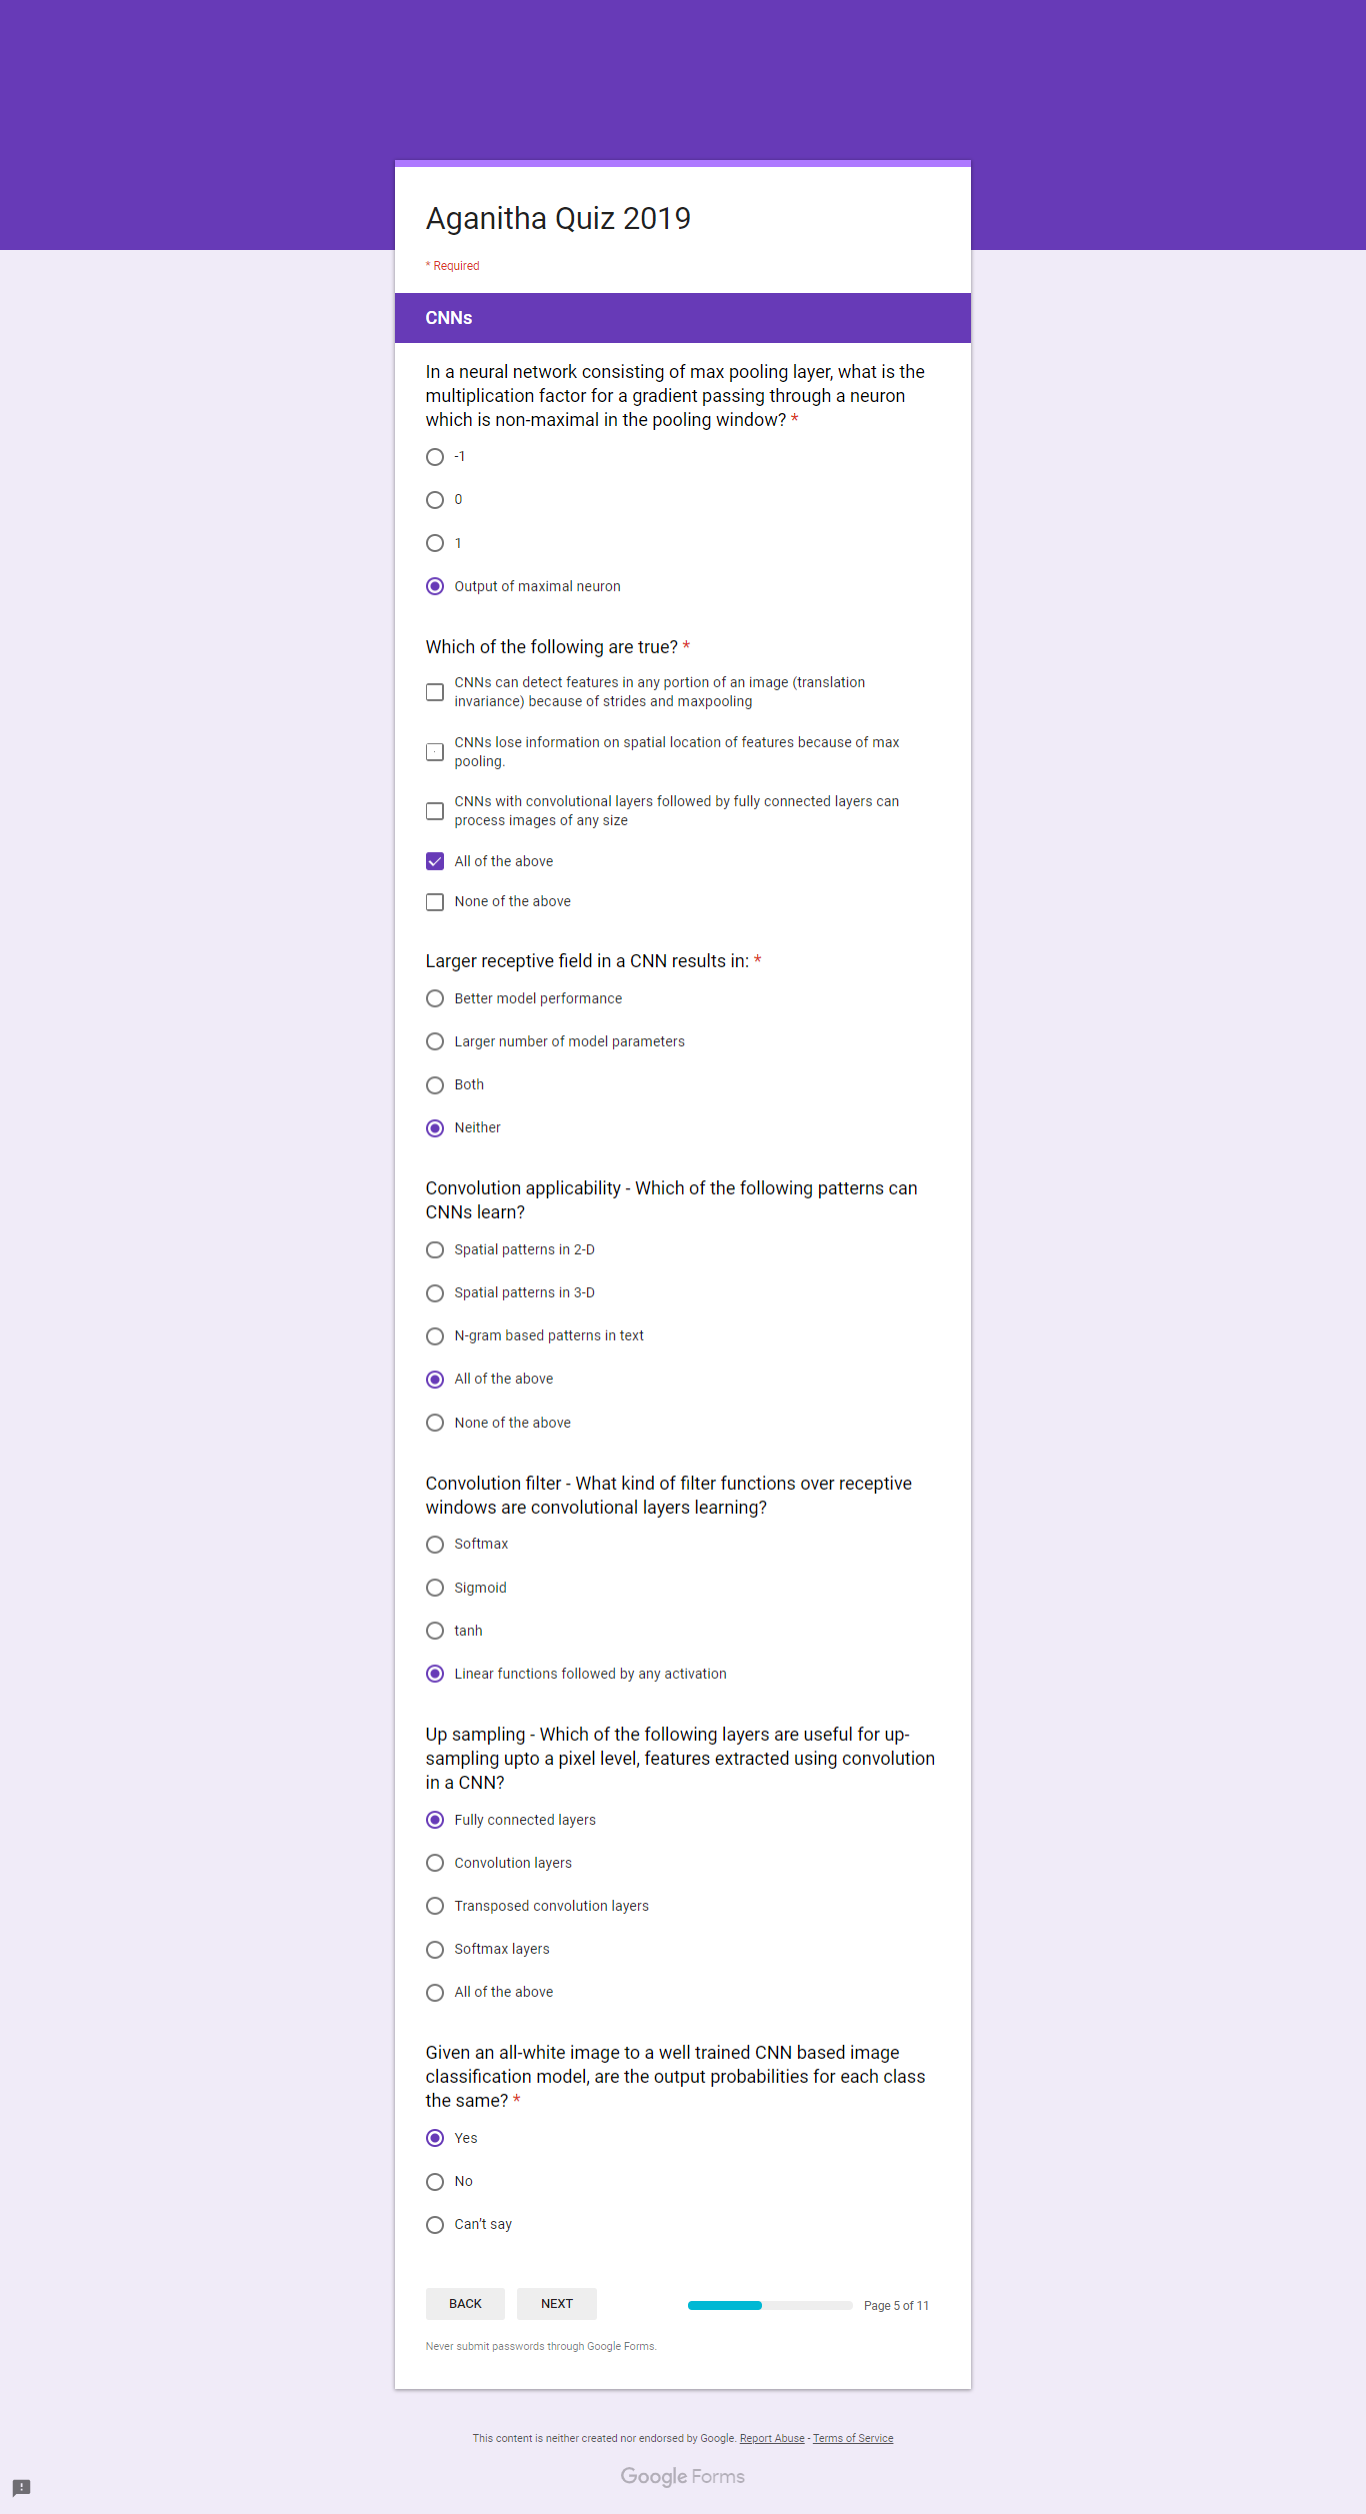 Aganitha Quiz 2019
* Required
CNNs
In a neural network consisting of max pooling layer, what is the
multiplication factor for a gradient passing through a neuron
which is non-maximal in the pooling window? *
-1
0
1
Output of maximal neuron
Which of the following are true? *
CNNs can detect features in any portion of an image (translation
invariance) because of strides and maxpooling
CNNs lose information on spatial location of features because of max
pooling.
CNNs with convolutional layers followed by fully connected layers can
process images of any size
All of the above
None of the above
Larger receptive field in a CNN results in: *
Better model performance
Larger number of model parameters
Both
Neither
Convolution applicability - Which of the following patterns can
CNNs learn?
Spatial patterns in 2-D
Spatial patterns in 3-D
N-gram based patterns in text
All of the above
None of the above
Convolution filter - What kind of filter functions over receptive
windows are convolutional layers learning?
Softmax
Sigmoid
tanh
Linear functions followed by any activation
Up sampling - Which of the following layers are useful for up-
sampling upto a pixel level, features extracted using convolution
in a CNN?
Fully connected layers
Convolution layers
Transposed convolution layers
Softmax layers
All of the above
Given an all-white image to a well trained CNN based image
classification model, are the output probabilities for each class
the same? *
Yes
No
Can't say
BACK NEXT Page 5 of 11
Never submit passwords through Google Forms.
This content is neither created nor endorsed by Google. Report Abuse - Terms of Service
Google Forms